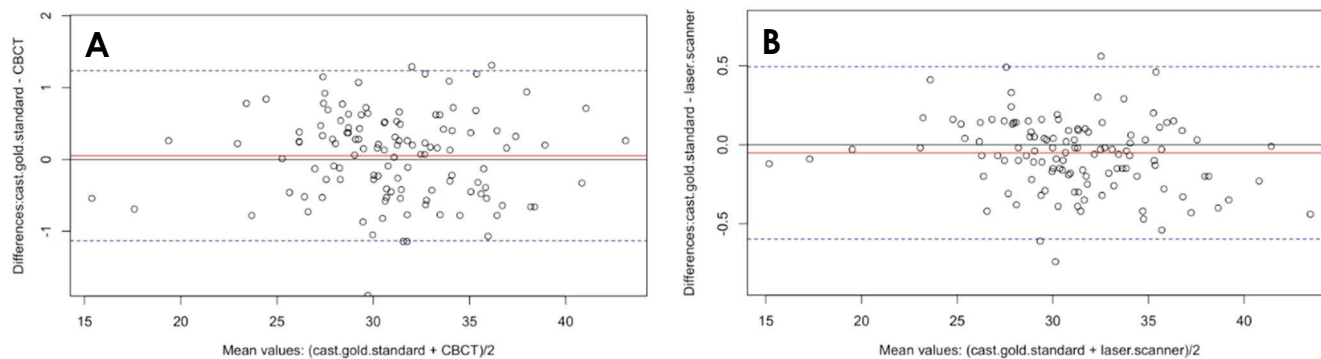 A
Differences:cast.gold.standard - CBCT
2
1
0
-1
15 20 25 30 35 40
Mean values: (cast.gold.standard + CBCT)/2
B
Differences:cast.gold.standard - laser.scanner
0.5
0.0
-0.5
15 20 25 30 35 40
Mean values: (cast.gold.standard + laser.scanner)/2